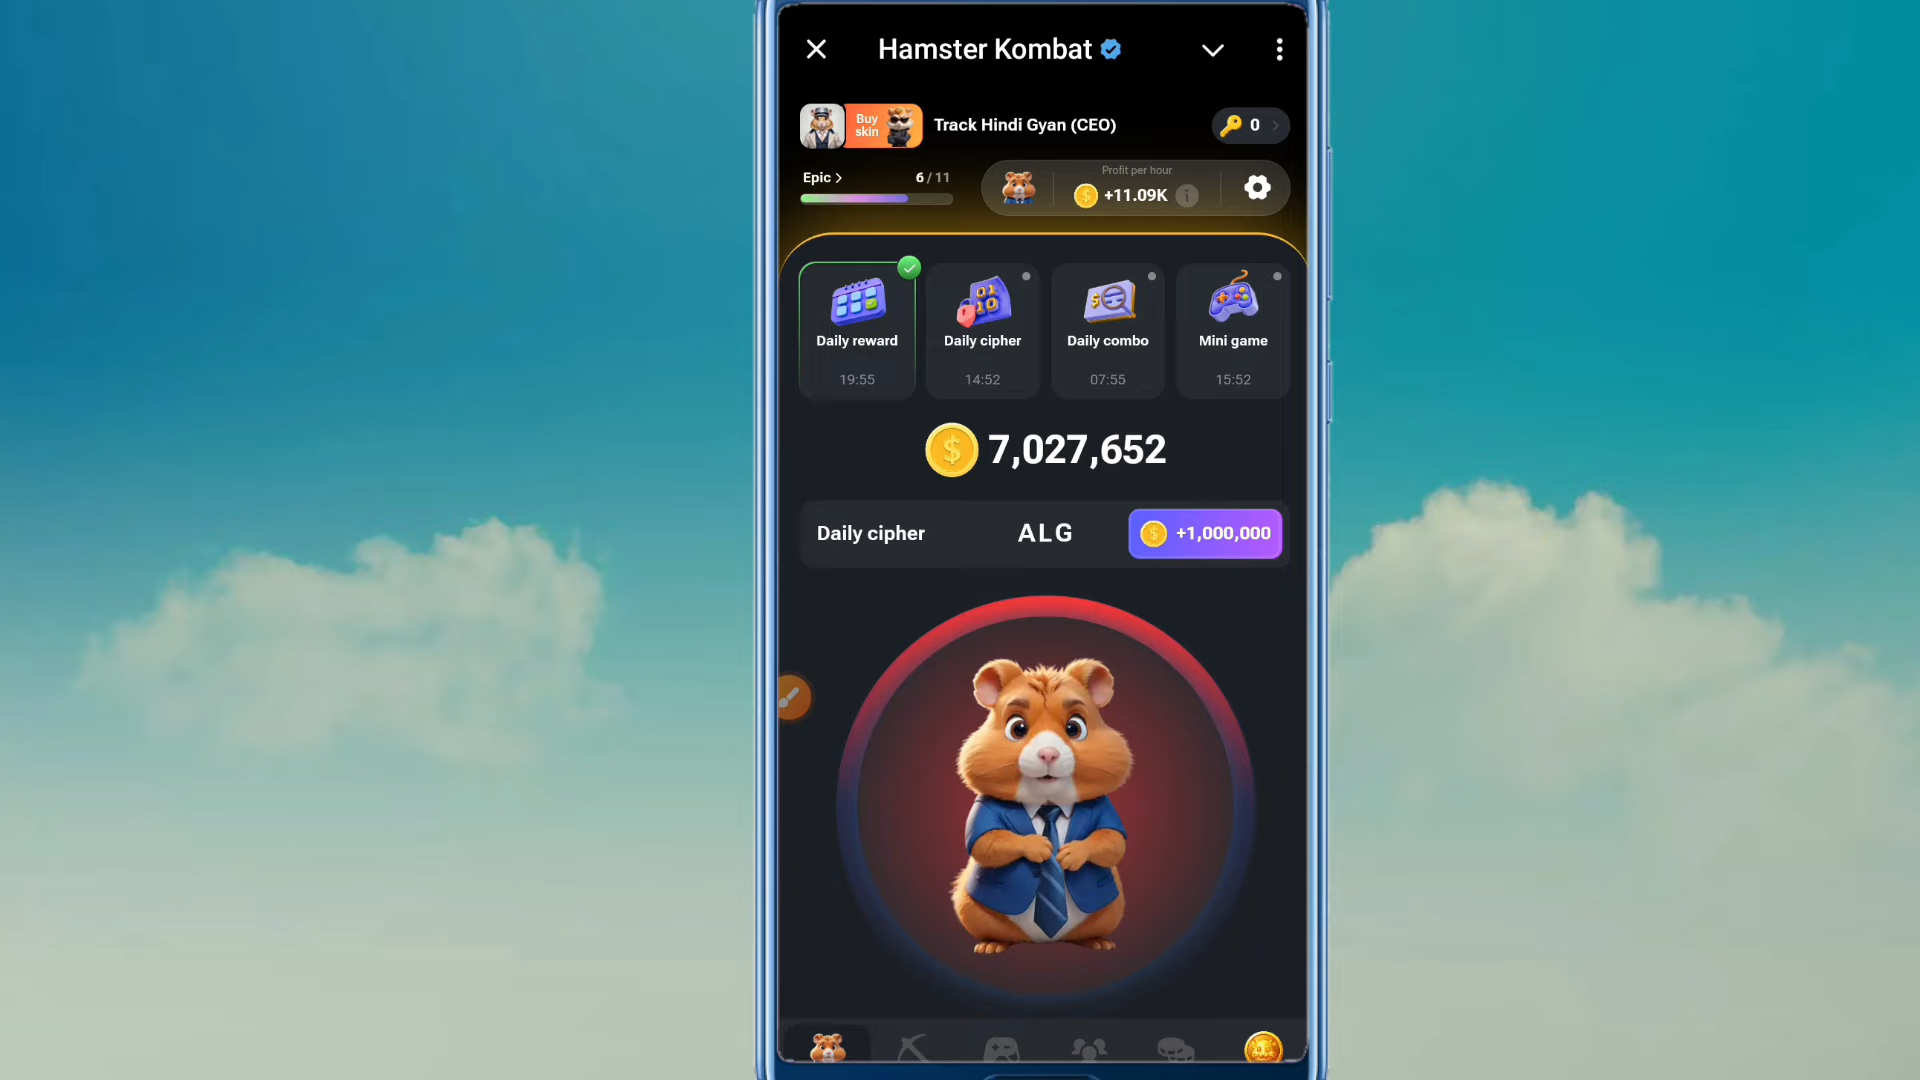 Hamster Kombat
Buy
skin
Track Hindi Gyan (CEO)
0
Epic
6 / 11
Profit per hour
+11.09K
Daily reward
19:55
Daily cipher
14:52
Daily combo
07:55
Mini game
15:52
7,027,652
Daily cipher
ALG
+1,000,000